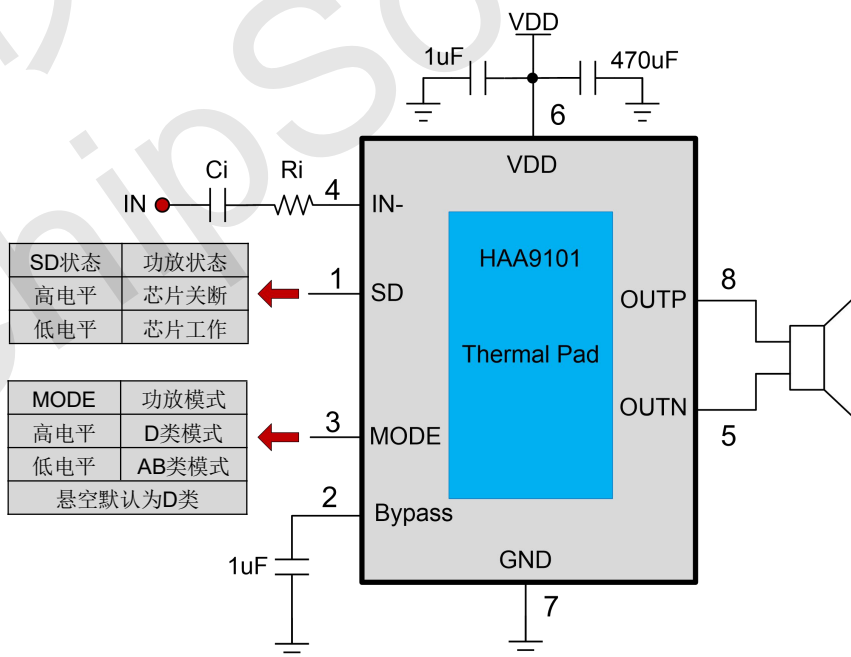 VDD
1uF
470uF
6
VDD
Ci
Ri
4
IN
IN-
HAA9101
SD状态 功放状态
高电平 芯片关断
低电平 芯片工作
1
SD
8
OUTP
Thermal Pad
MODE 功放模式
高电平 D类模式
低电平 AB类模式
悬空默认为D类
3
MODE
OUTN
5
2
Bypass
1uF
GND
7